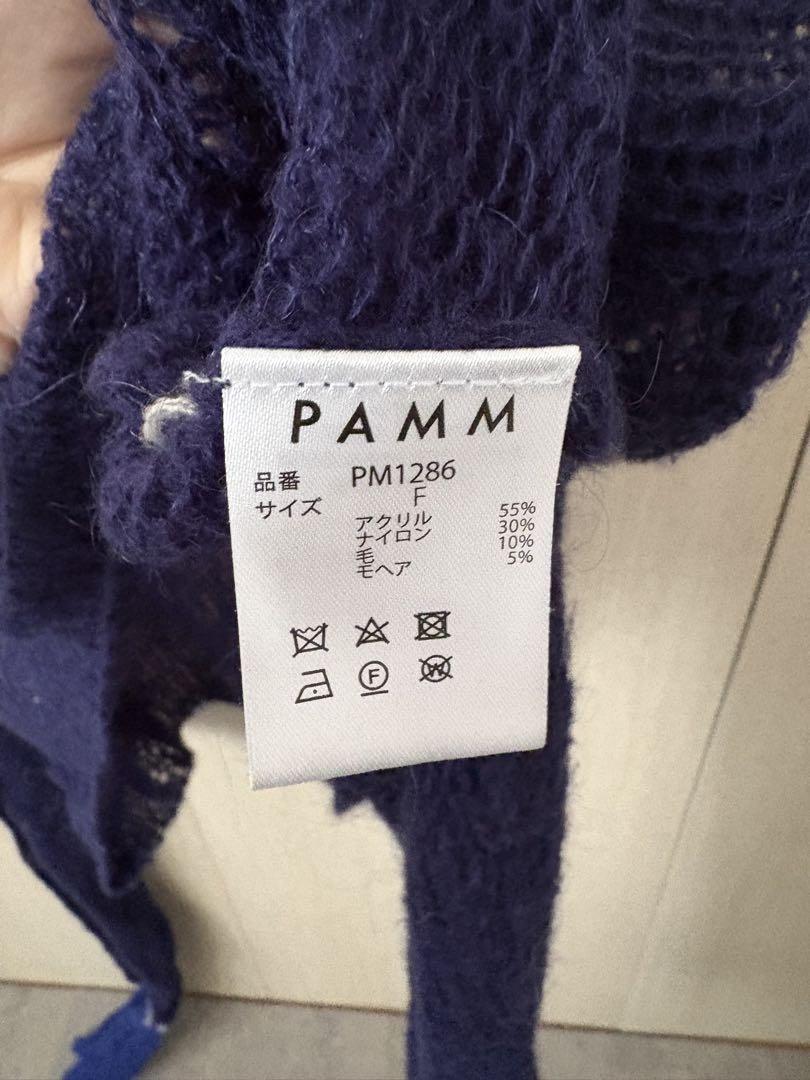 PAMM
品番 PM1286
サイズ F
アクリル 55%
ナイロン 30%
毛 10%
モヘア 5%
F
W